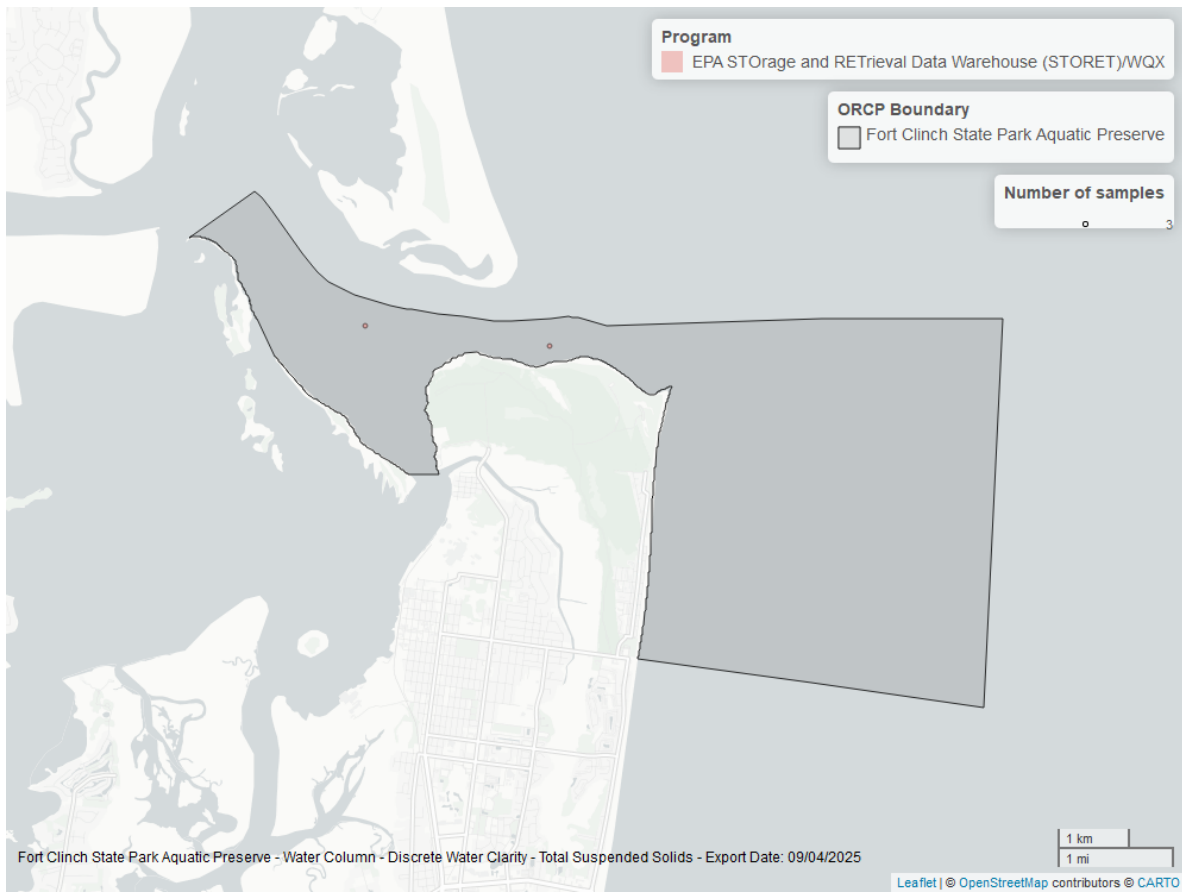 Program
EPA STOrage and RETrieval Data Warehouse (STORET)/WQX
ORCP Boundary
Fort Clinch State Park Aquatic Preserve
Number of samples
3
1 km
1 mi
Fort Clinch State Park Aquatic Preserve - Water Column - Discrete Water Clarity - Total Suspended Solids - Export Date: 09/04/2025
Leaflet | © OpenStreetMap contributors © CARTO